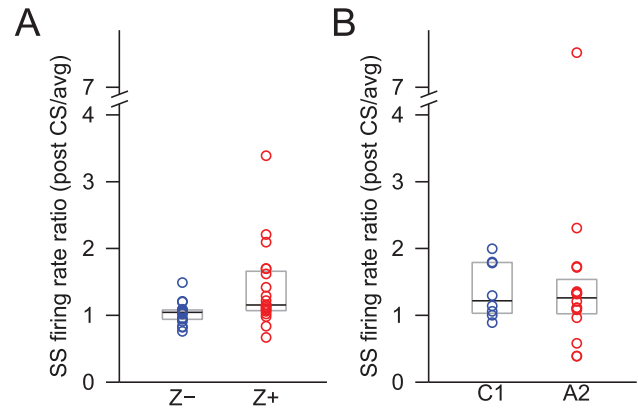 A
SS firing rate ratio (post CS/avg)
7
4
3
2
1
0
Z−
Z+
B
SS firing rate ratio (post CS/avg)
7
4
3
2
1
0
C1
A2